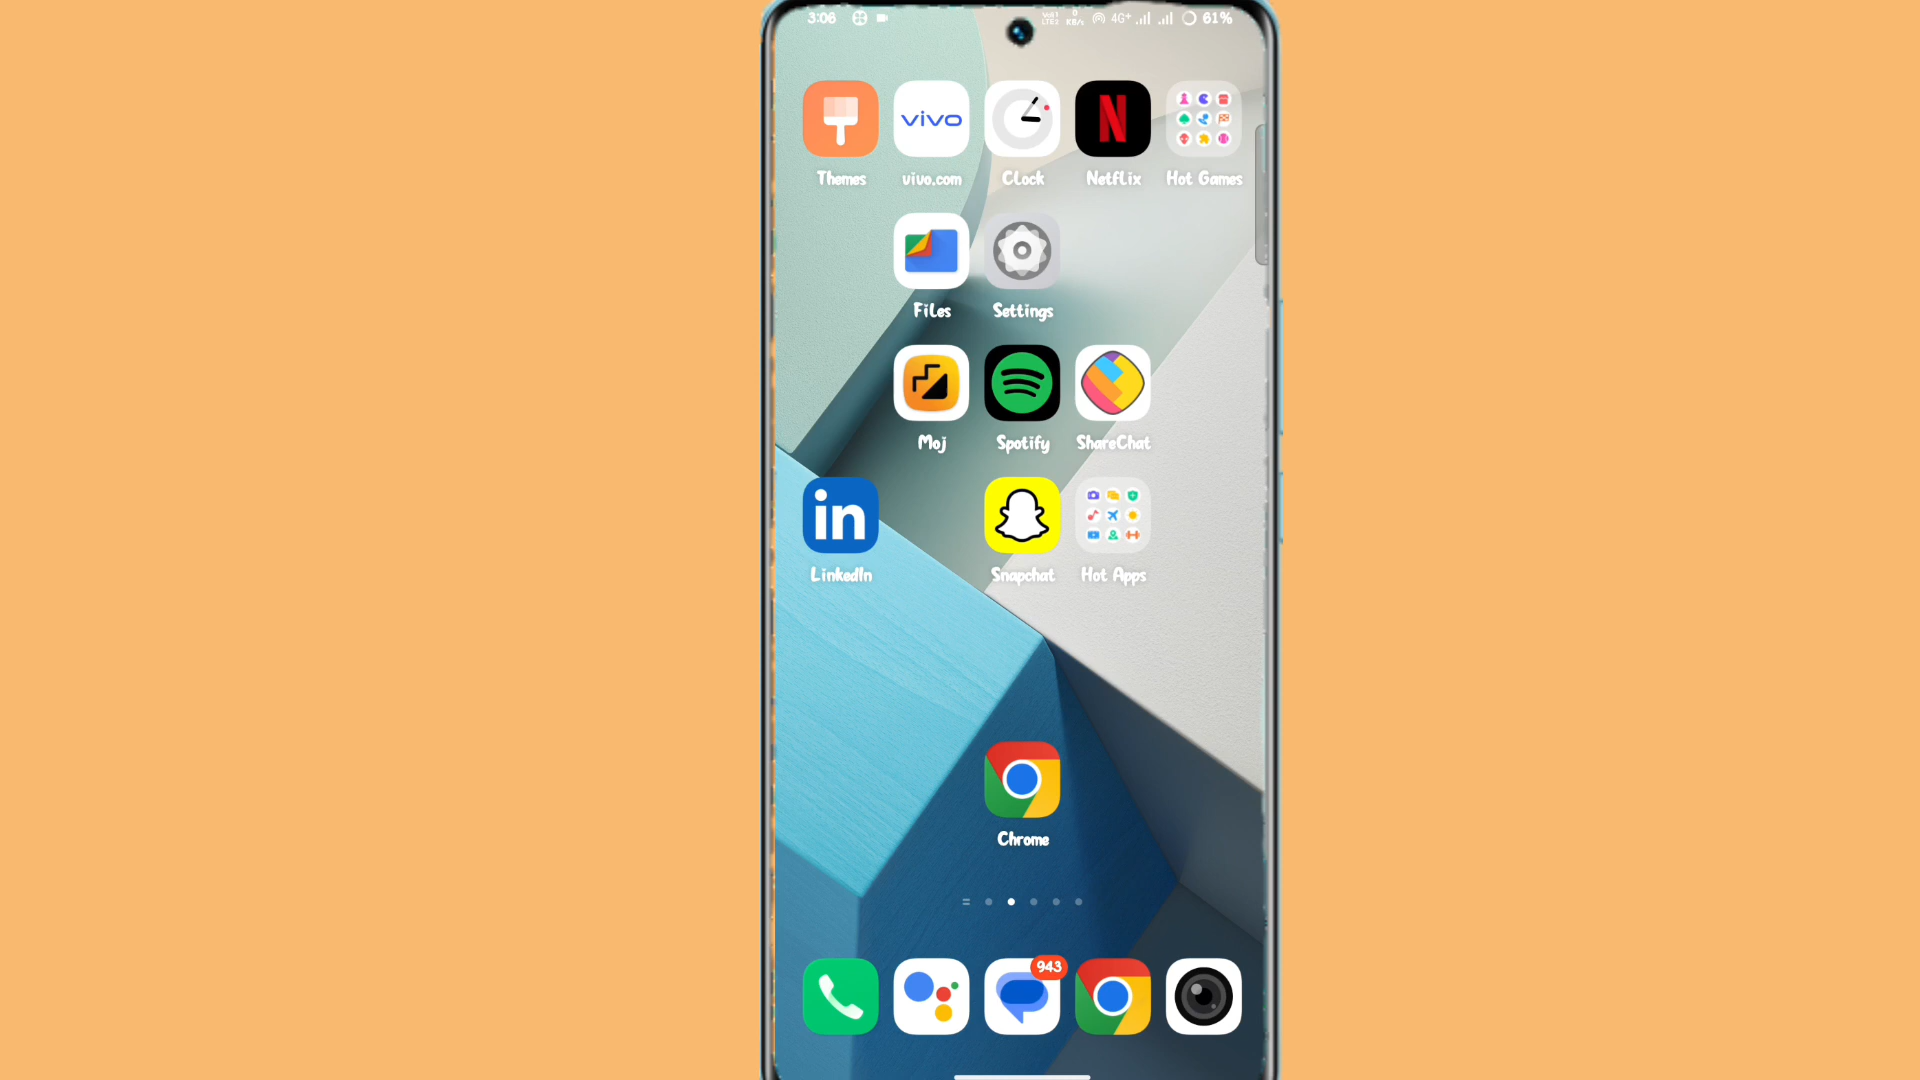 3:06 4G+ 61%
vivo
Themes vivo.com Clock Netflix Hot Games
Files Settings
Moj Spotify ShareChat
in
LinkedIn Snapchat Hot Apps
Chrome
943